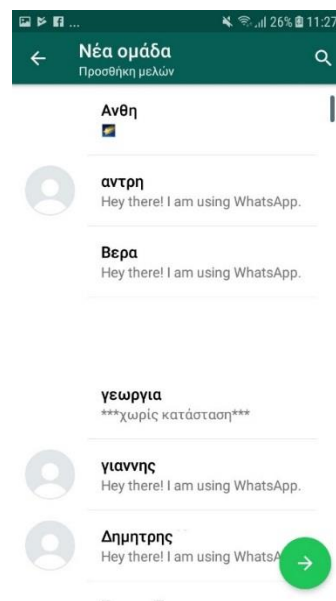 ... 26% 11:27
Νέα ομάδα
Προσθήκη μελών
Ανθη
αντρη
Hey there! I am using WhatsApp.
Βερα
Hey there! I am using WhatsApp.
γεωργια
***χωρίς κατάσταση***
γιαννης
Hey there! I am using WhatsApp.
Δημητρης
Hey there! I am using WhatsA